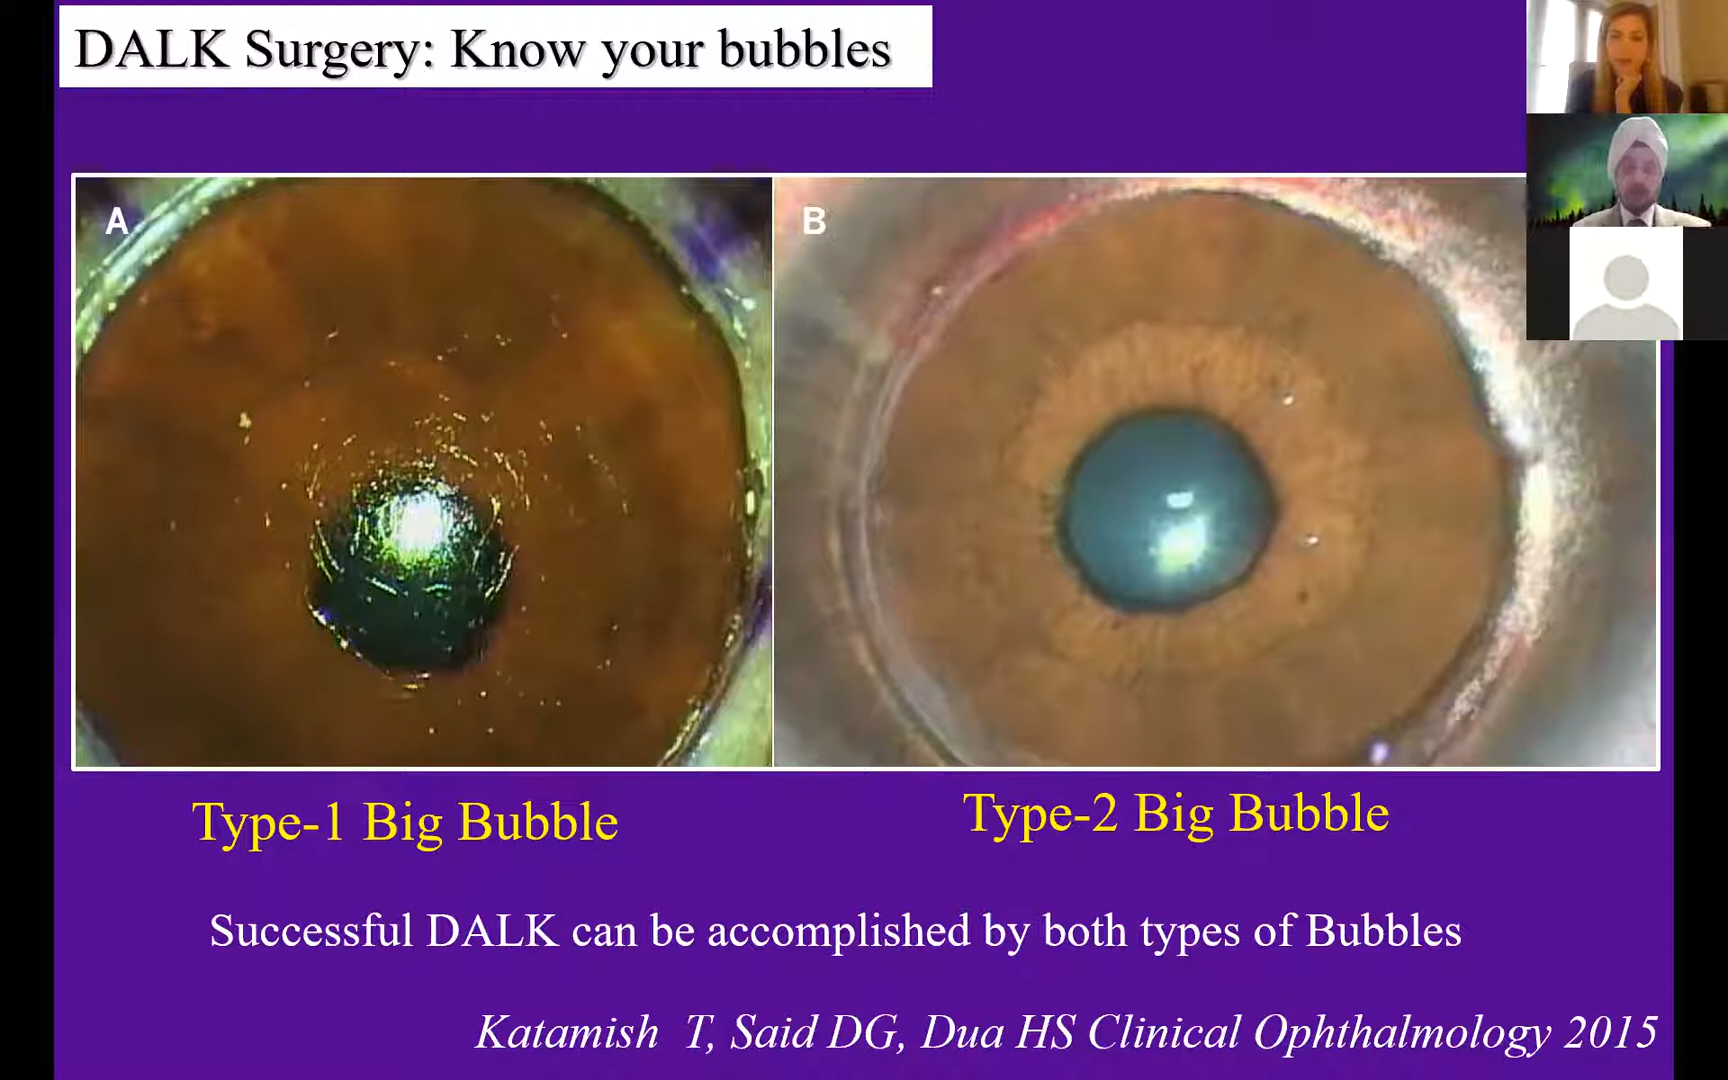 DALK Surgery: Know your bubbles
A
B
Type-1 Big Bubble
Type-2 Big Bubble
Successful DALK can be accomplished by both types of Bubbles
Katamish T, Said DG, Dua HS Clinical Ophthalmology 2015